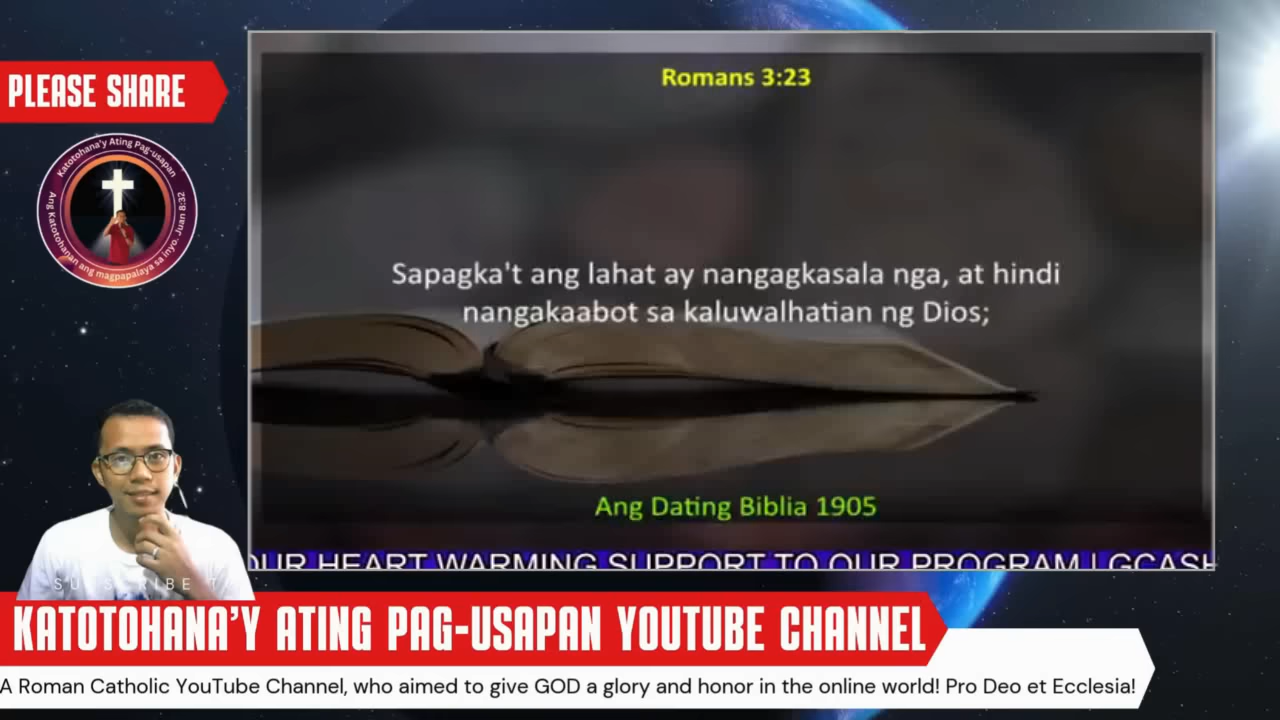 PLEASE SHARE
Katotohana'y Ating Pag-usapan
Ang Katotohanan ang magpapalaya sa inyo. Juan 8:32
Romans 3:23
Sapagka't ang lahat ay nangagkasala nga, at hindi
nangakaabot sa kaluwalhatian ng Dios;
Ang Dating Biblia 1905
HEART WARMING SUPPORT TO OUR PROGRAM
KATOTOHANA'Y ATING PAG-USAPAN YOUTUBE CHANNEL
A Roman Catholic YouTube Channel, who aimed to give GOD a glory and honor in the online world! Pro Deo et Ecclesia!